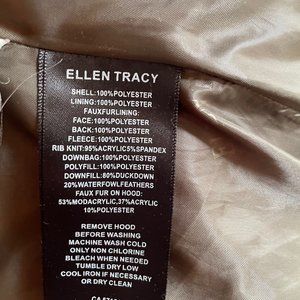 ELLEN TRACY
SHELL:100%POLYESTER
LINING:100%POLYESTER
FAUXFURLINING:
FACE:100%POLYESTER
BACK:100%POLYESTER
FLEECE:100%POLYESTER
RIB KNIT:95%ACRYLIC5%SPANDEX
DOWNBAG:100%POLYESTER
POLYFILL:100%POLYESTER
DOWNFILL:80%DUCKDOWN
20%WATERFOWLFEATHERS
FAUX FUR ON HOOD:
53%MODACRYLIC,37%ACRYLIC
10%POLYESTER
REMOVE HOOD
BEFORE WASHING
MACHINE WASH COLD
ONLY NON CHLORINE
BLEACH WHEN NEEDED
TUMBLE DRY LOW
COOL IRON IF NECESSARY
OR DRY CLEAN